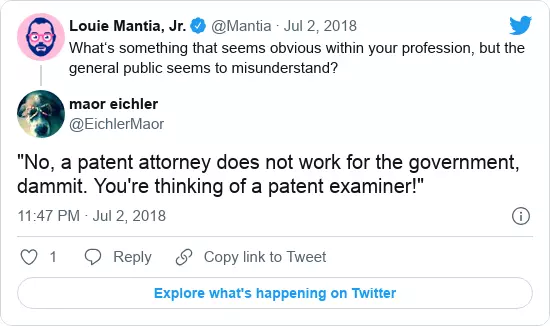 Louie Mantia, Jr. @Mantia · Jul 2, 2018
What‘s something that seems obvious within your profession, but the
general public seems to misunderstand?
maor eichler
@EichlerMaor
"No, a patent attorney does not work for the government,
dammit. You're thinking of a patent examiner!"
11:47 PM · Jul 2, 2018
1 Reply Copy link to Tweet
Explore what's happening on Twitter